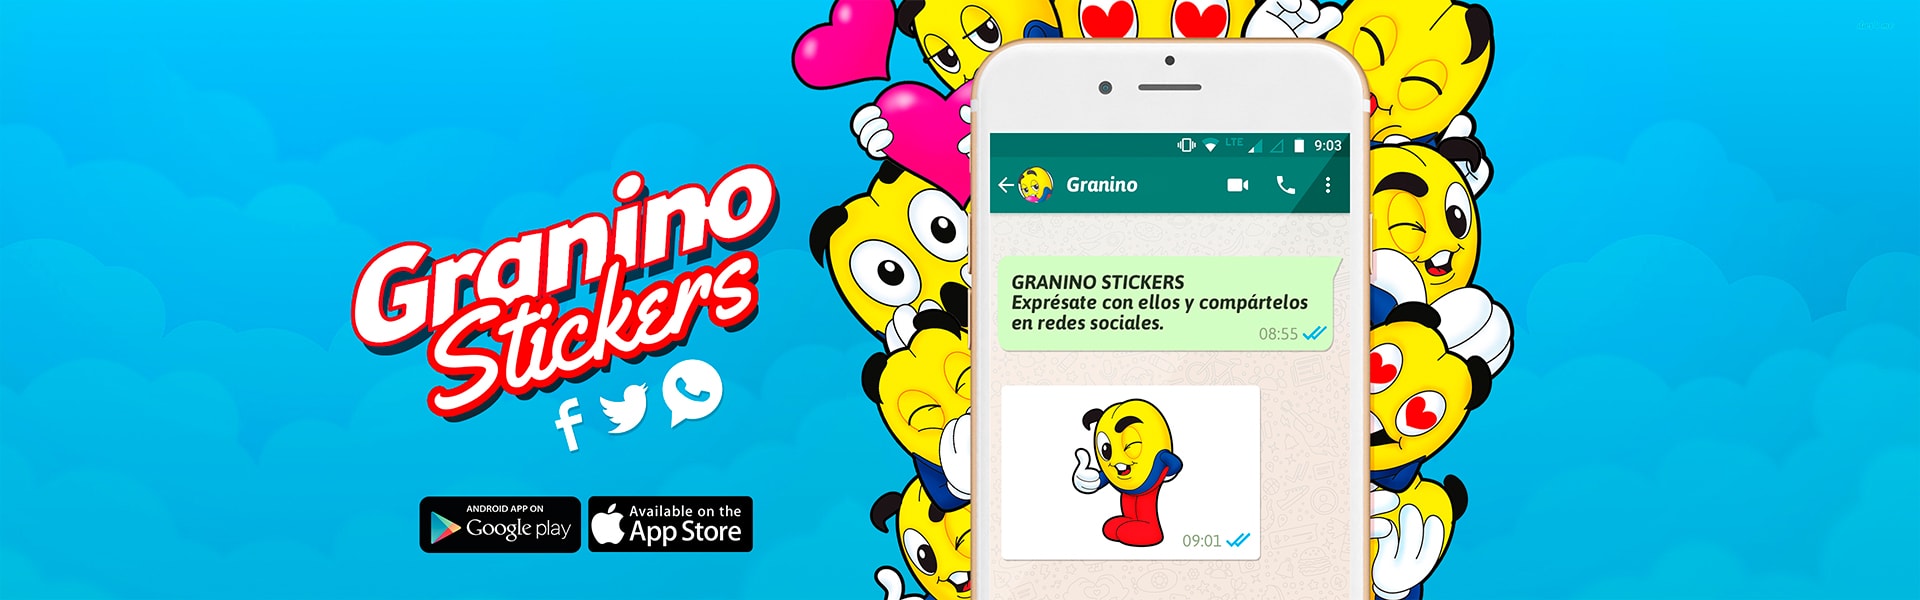 Granino
Stickers
ANDROID APP ON
Google play
Available on the
App Store
LTE
9:03
Granino
GRANINO STICKERS
Exprésate con ellos y compártelos
en redes sociales.
08:55
09:01